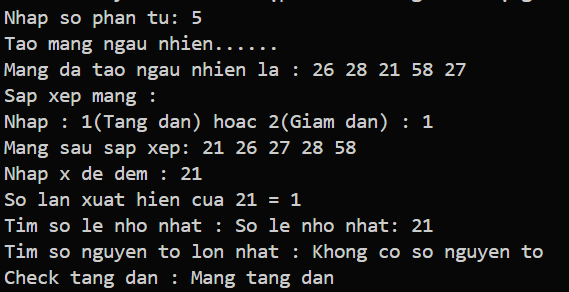 Nhap so phan tu: 5
Tao mang ngau nhien......
Mang da tao ngau nhien la : 26 28 21 58 27
Sap xep mang :
Nhap : 1(Tang dan) hoac 2(Giam dan) : 1
Mang sau sap xep: 21 26 27 28 58
Nhap x de dem : 21
So lan xuat hien cua 21 = 1
Tim so le nho nhat : So le nho nhat: 21
Tim so nguyen to lon nhat : Khong co so nguyen to
Check tang dan : Mang tang dan